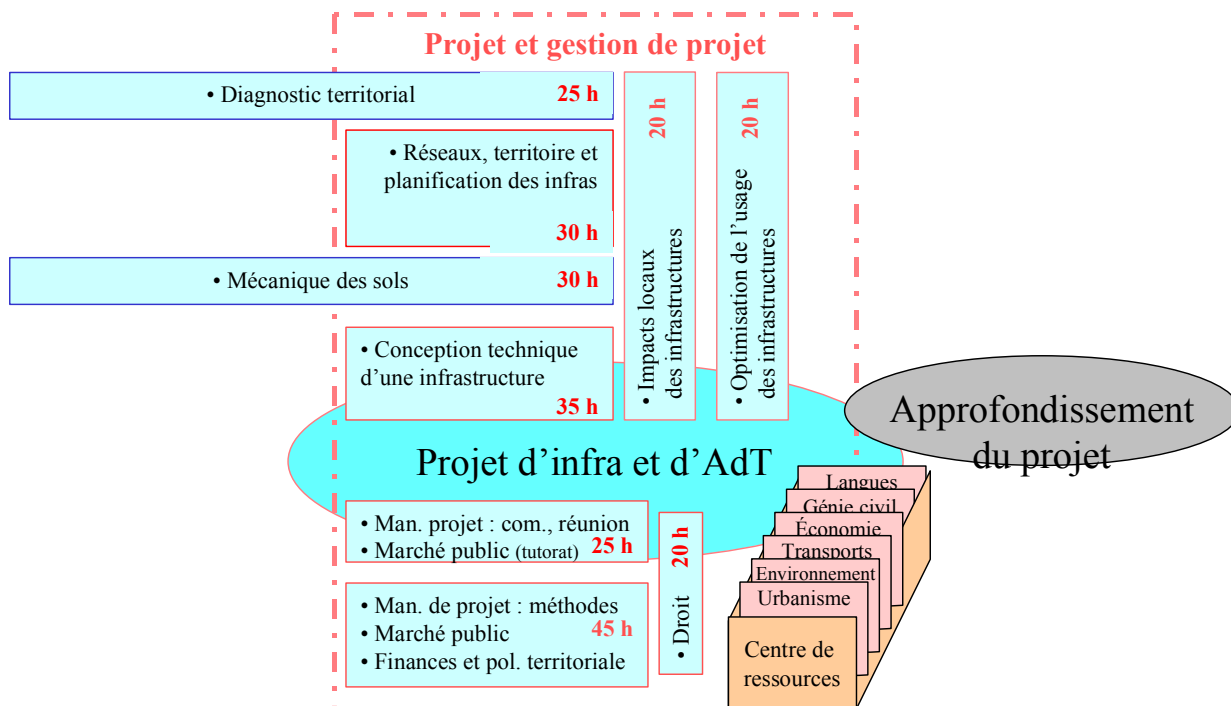 Projet et gestion de projet
• Diagnostic territorial 25 h
• Réseaux, territoire et
planification des infras
30 h
• Mécanique des sols 30 h
• Conception technique
d’une infrastructure
35 h
20 h
• Impacts locaux
des infrastructures
20 h
• Optimisation de l’usage
des infrastructures
Approfondissement
du projet
Projet d’infra et d’AdT
• Man. projet : com., réunion
• Marché public (tutorat) 25 h
• Man. de projet : méthodes
• Marché public 45 h
• Finances et pol. territoriale
20 h
• Droit
Langues
Génie civil
Économie
Transports
Environnement
Urbanisme
Centre de
ressources